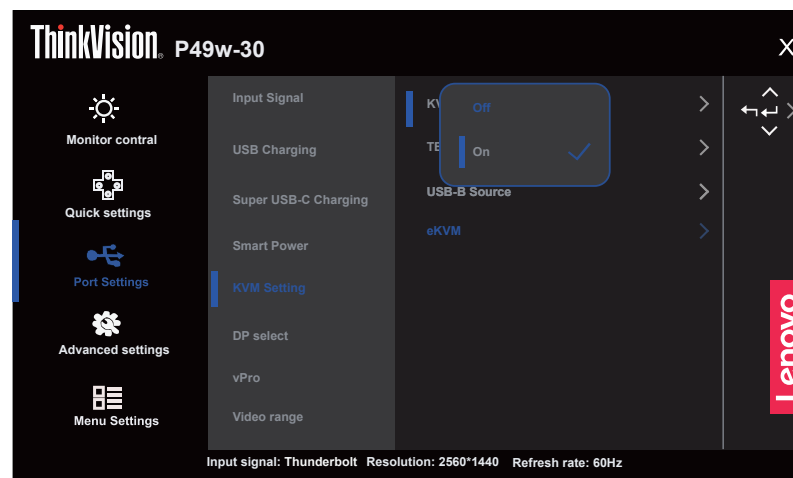 ThinkVision P49w-30
X
Monitor contral
Quick settings
Port Settings
Advanced settings
Menu Settings
Input Signal
USB Charging
Super USB-C Charging
Smart Power
KVM Setting
DP select
vPro
Video range
Off
On
USB-B Source
eKVM
Lenovo
Input signal: Thunderbolt Resolution: 2560*1440 Refresh rate: 60Hz